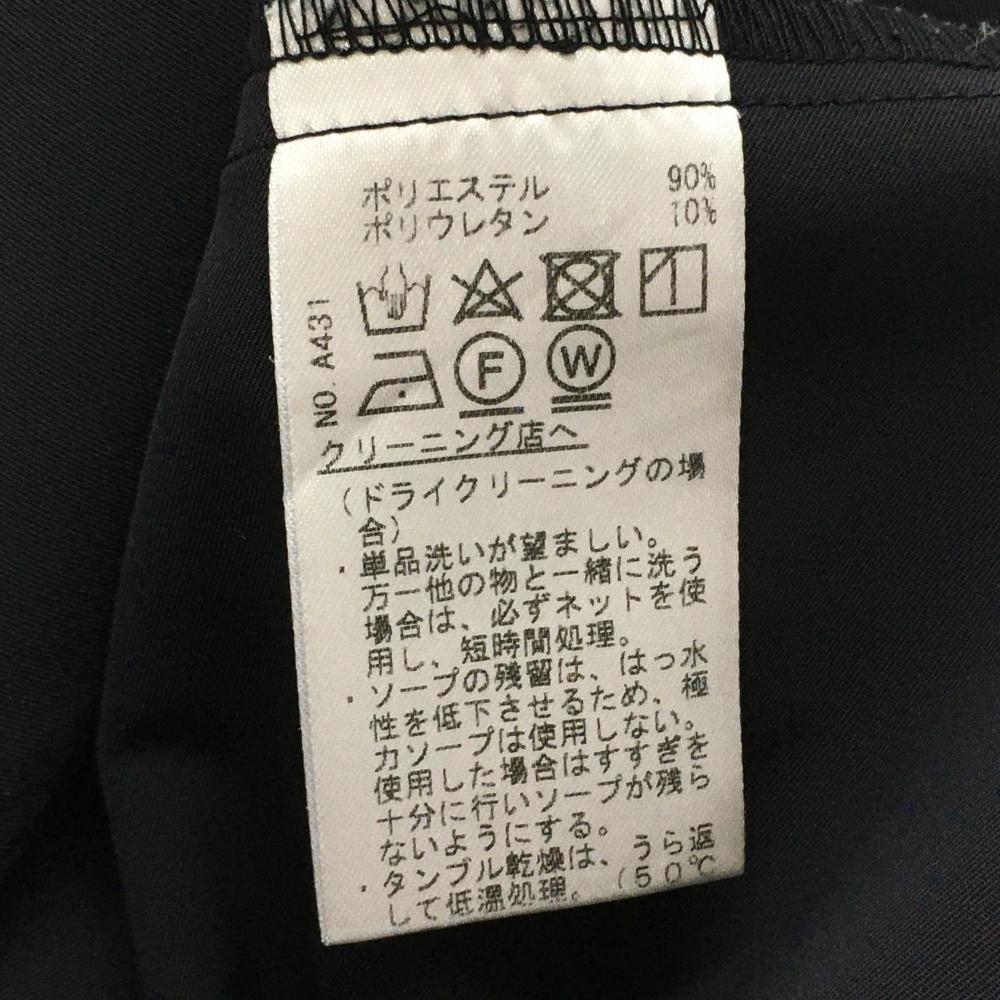 ポリエステル 90%
ポリウレタン 10%
NO. A431
F W
クリーニング店へ
(ドライクリーニングの場
合)
・単品洗いが望ましい。
万一他の物と一緒に洗う
場合は、必ずネットを使
用し、短時間処理。
・ソープの残留は、はっ水
性を低下させるため、極
力ソープは使用しない。
使用した場合はすすぎを
十分に行いソープが残ら
ないようにする。
・タンブル乾燥は、うら返
して低温処理。(50℃